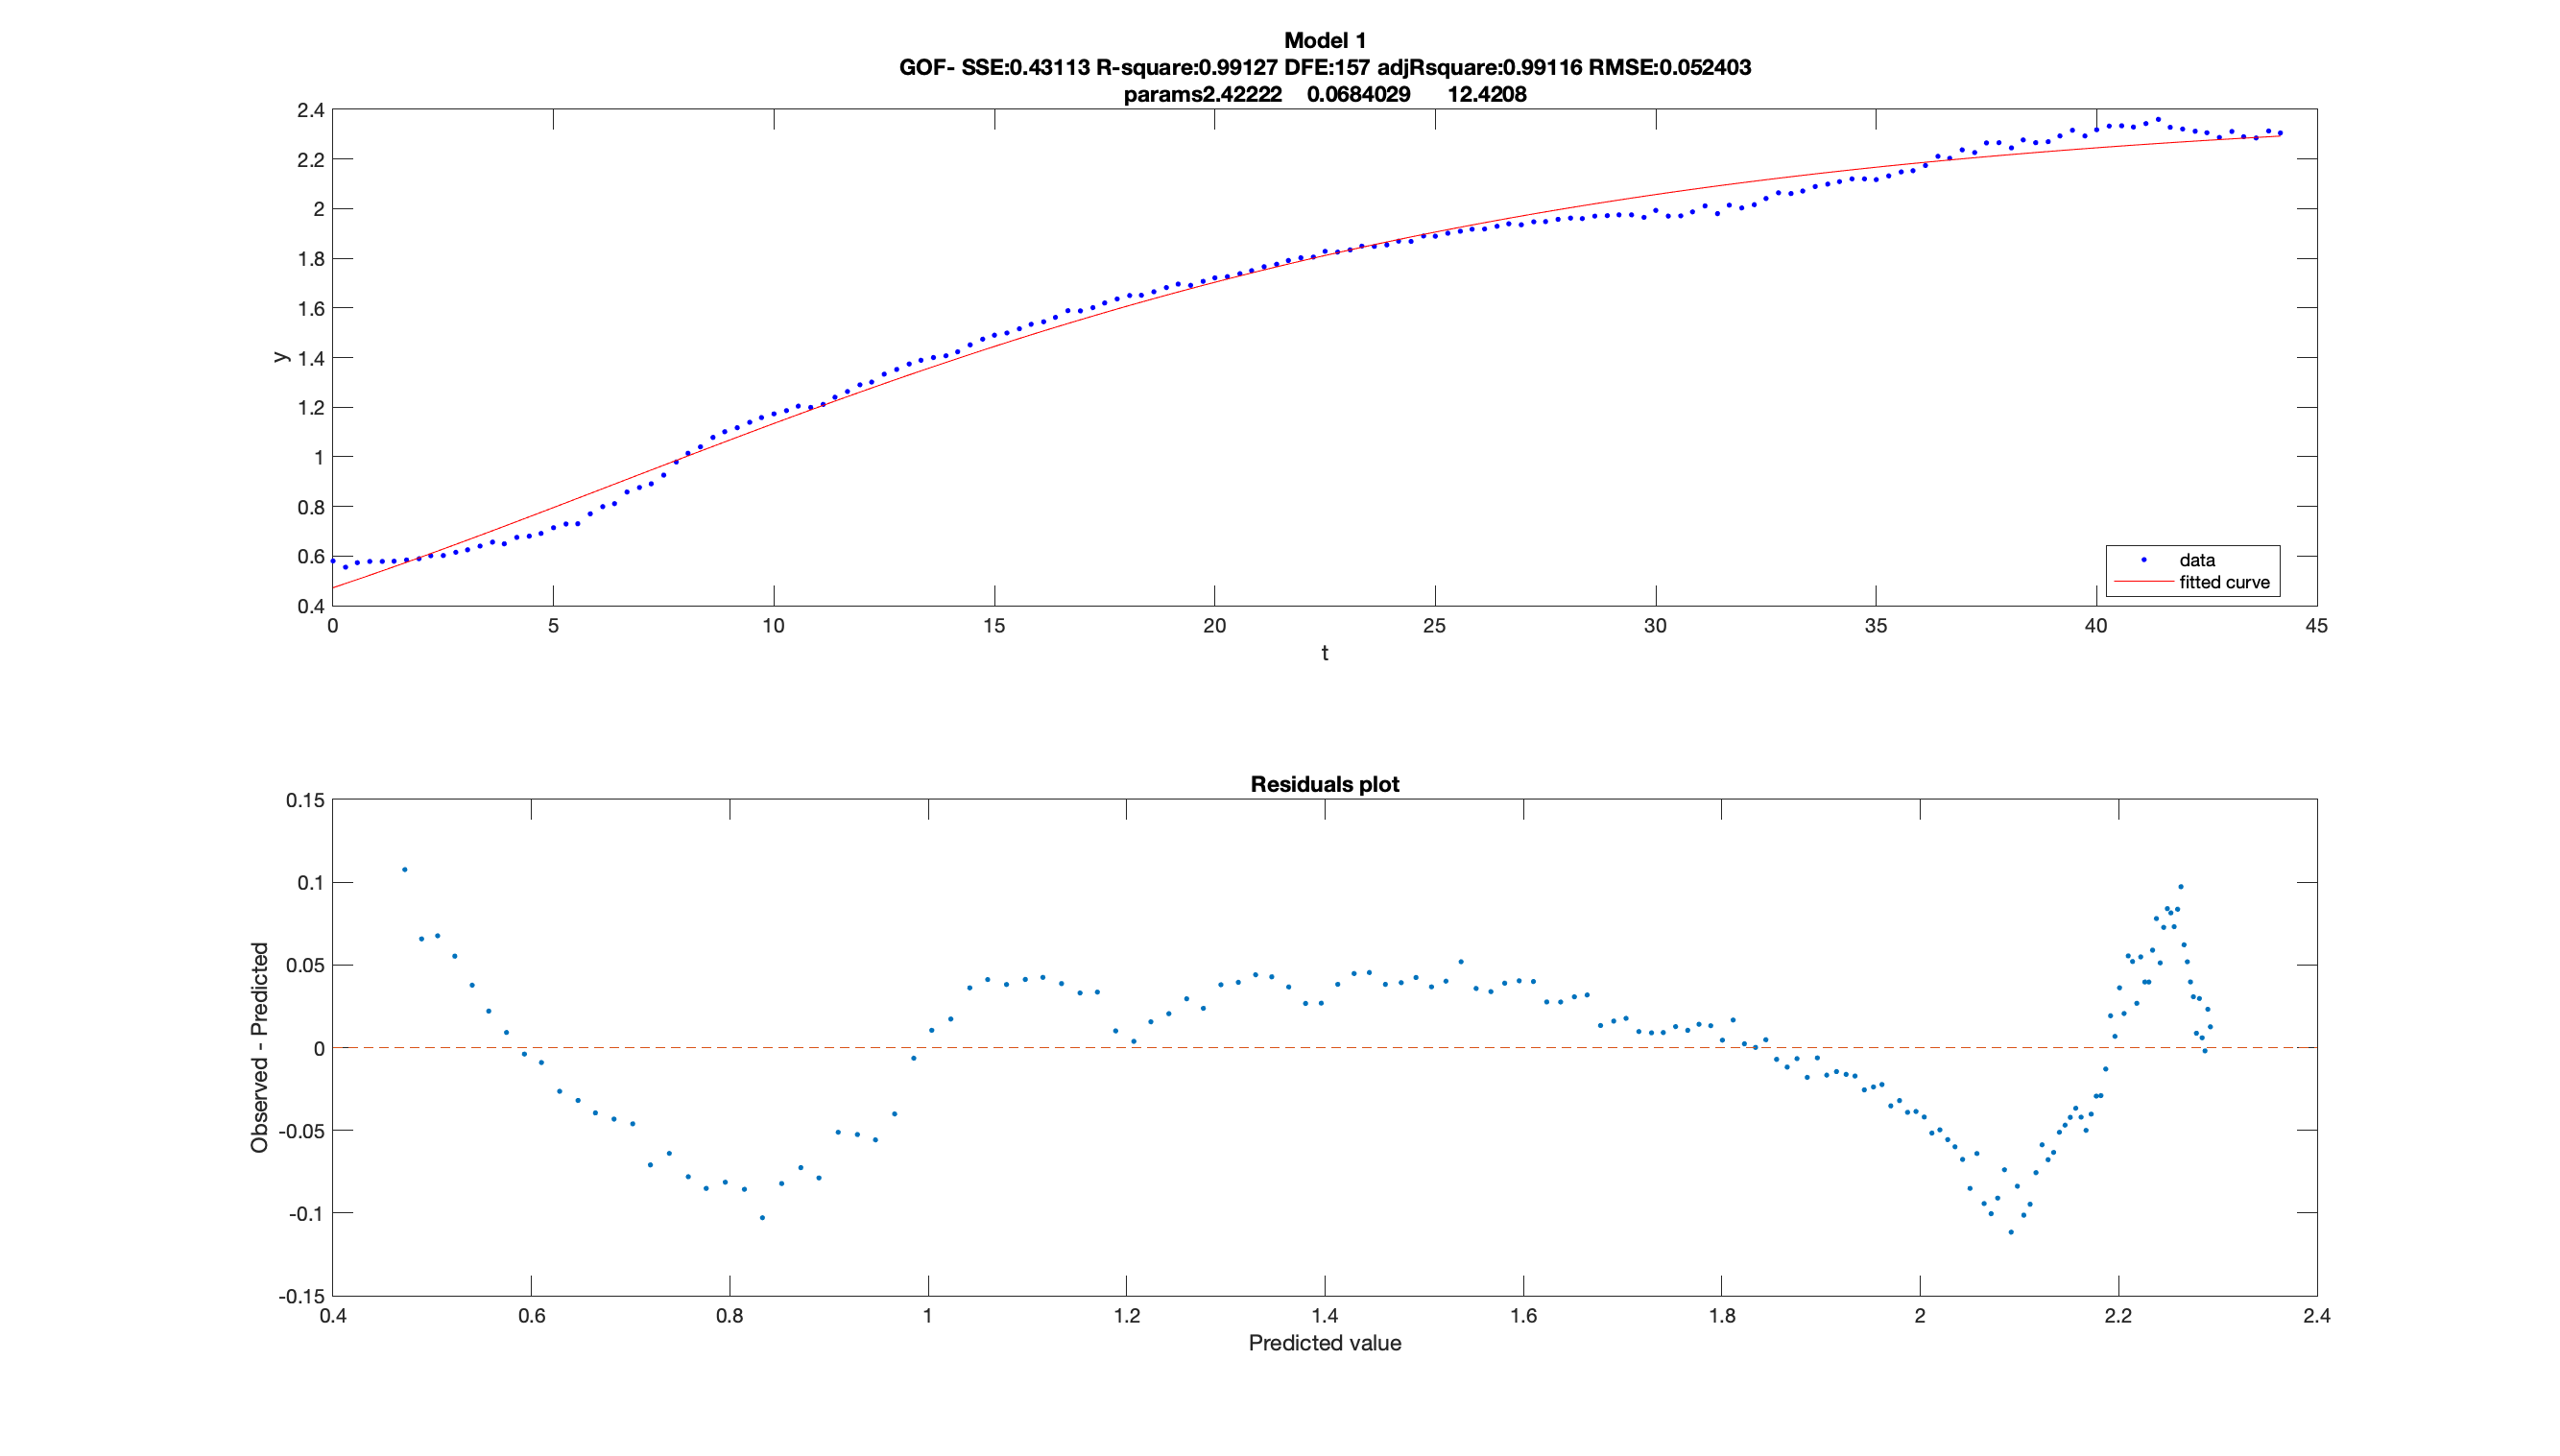 Model 1
GOF- SSE:0.43113 R-square:0.99127 DFE:157 adjRsquare:0.99116 RMSE:0.052403
params2.42222 0.0684029 12.4208
2.4
2.2
2
1.8
1.6
1.4
1.2
1
0.8
0.6
0.4
y
data
fitted curve
0 5 10 15 20 25 30 35 40 45
t
Residuals plot
0.15
0.1
0.05
0
-0.05
-0.1
-0.15
Observed - Predicted
0.4 0.6 0.8 1 1.2 1.4 1.6 1.8 2 2.2 2.4
Predicted value